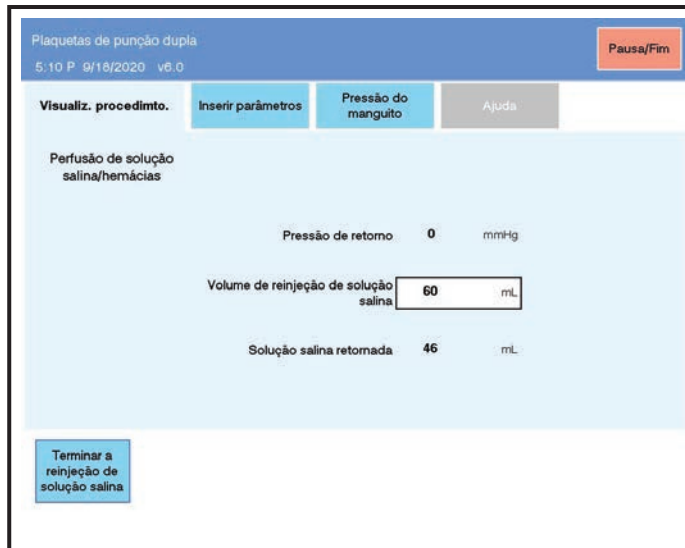 Plaquetas de punção dupla
5:10 P 9/18/2020 v6.0
Pausa/Fim
Visualiz. procedimto.
Inserir parâmetros
Pressão do
manguito
Ajuda
Perfusão de solução
salina/hemácias
Pressão de retorno 0 mmHg
Volume de reinjeção de solução
salina 60 mL
Solução salina retornada 46 mL
Terminar a
reinjeção de
solução salina